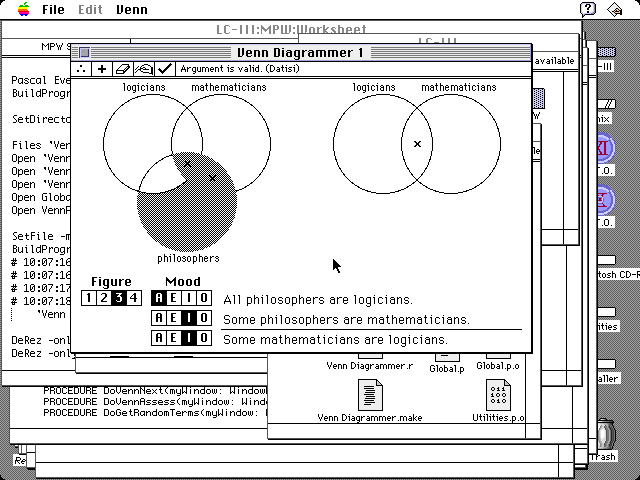 File Edit Venn
LC-III:MPW:Worksheet
MPW S
Venn Diagrammer 1
Argument is valid. (Datisi)
available
logicians mathematicians
logicians mathematicians
philosophers
Figure Mood
1 2 3 4 A E I O All philosophers are logicians.
A E I O Some philosophers are mathematicians.
A E I O Some mathematicians are logicians.
Pascal Eve
BuildProgr
SetDirecto
Files 'Venn
Open 'Venn
Open 'Venn
Open 'Venn
Open Globa
Open VennP
SetFile -m
BuildProgr
# 10:07:16
# 10:07:16
# 10:07:17
# 10:07:18
'Venn
DeRez -onl
DeRez -onl
PROCEDURE DoVennNext(myWindow: Window
PROCEDURE DoVennAssess(myWindow: Wind
PROCEDURE DoGetRandomTerms(myWindow:
Venn Diagrammer.r Global.p Global.p.o
Venn Diagrammer.make Utilities.p.o
-III
nix
T.O.
T.O.
tosh CD-R
ities
aller
Trash
Re